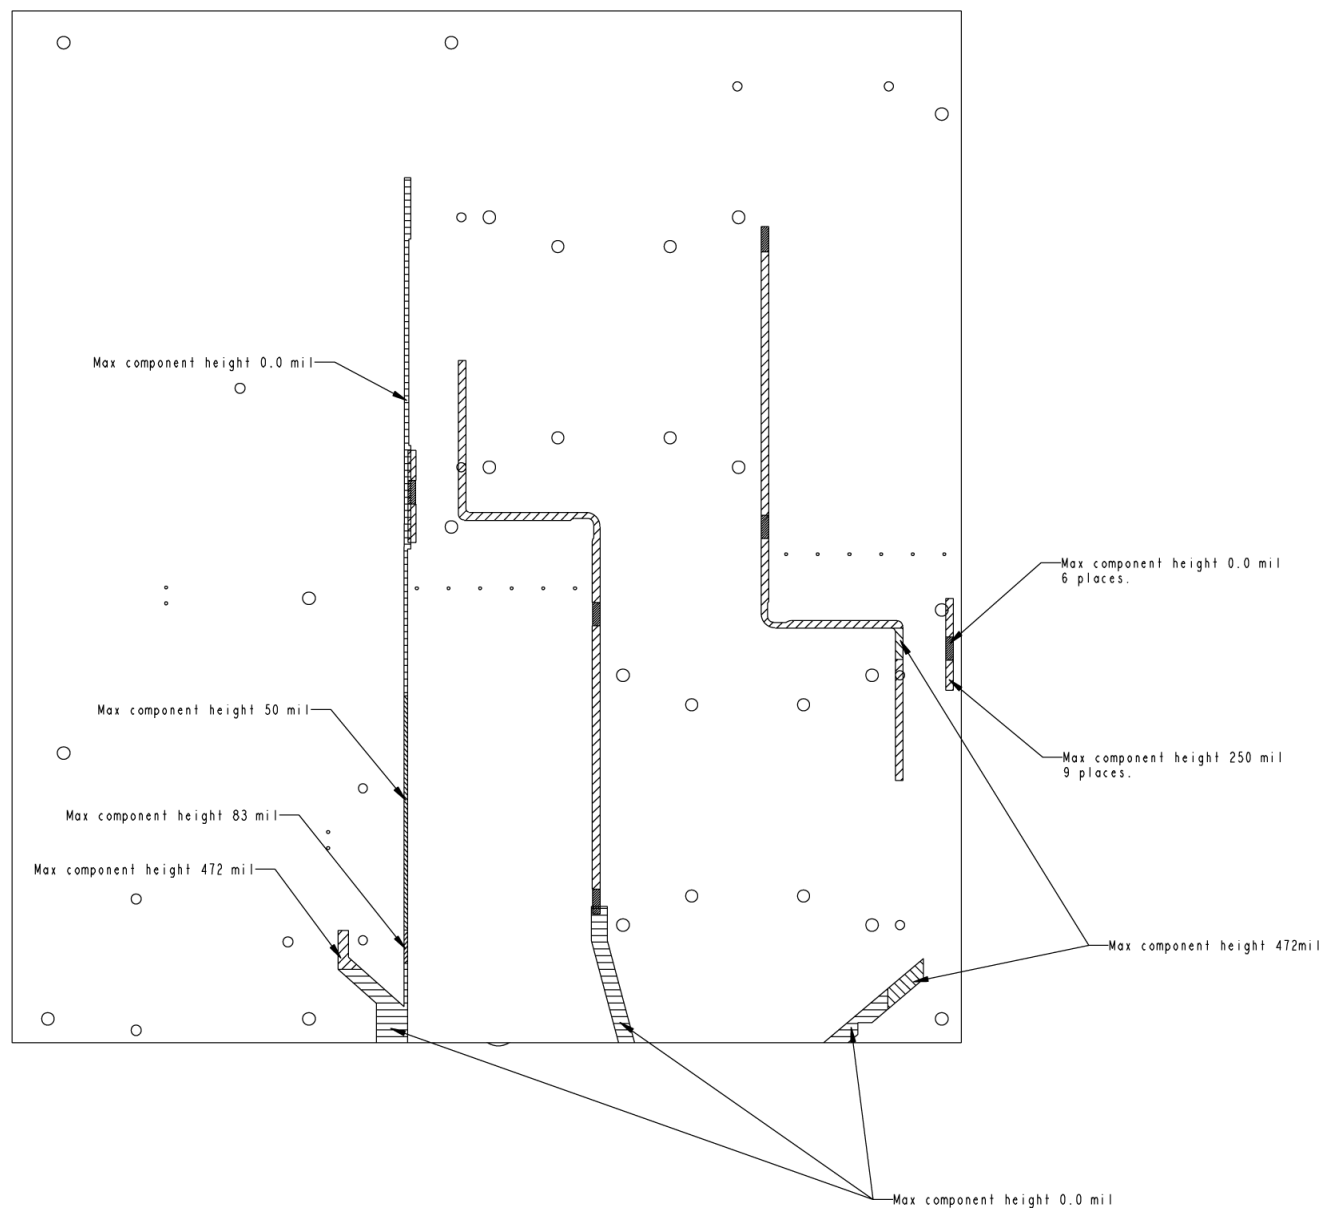 Max component height 0.0 mil
Max component height 0.0 mil
6 places.
Max component height 50 mil
Max component height 250 mil
9 places.
Max component height 83 mil
Max component height 472 mil
Max component height 472mil
Max component height 0.0 mil